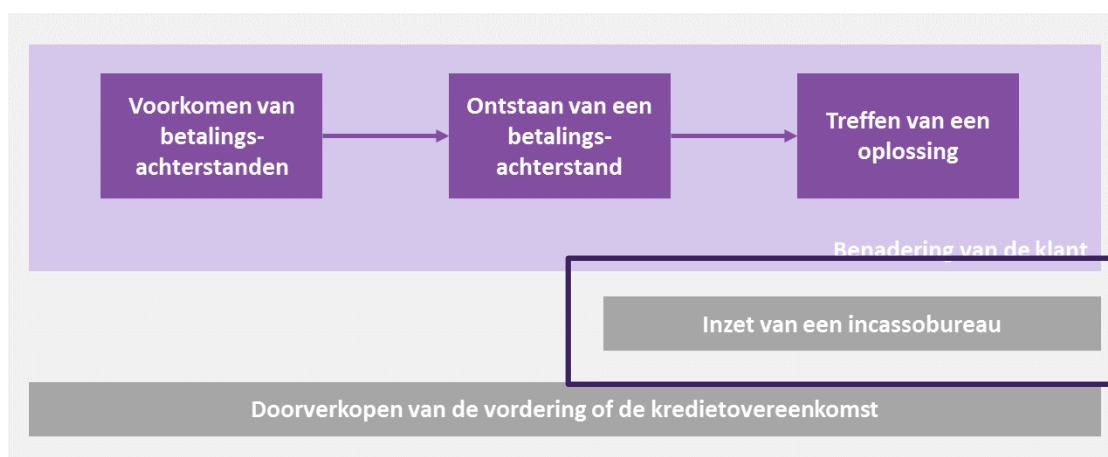 Voorkomen van
betalings-
achterstanden
Ontstaan van een
betalings-
achterstand
Treffen van een
oplossing
Benadering van de klant
Inzet van een incassobureau
Doorverkopen van de vordering of de kredietovereenkomst